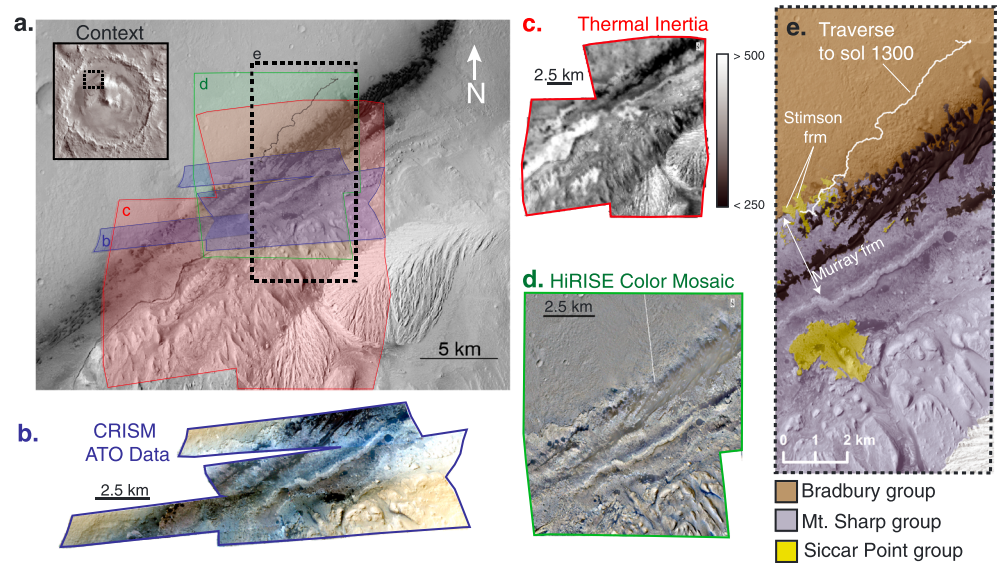 a.
Context
e
d
N
c
b
5 km
b.
CRISM
ATO Data
2.5 km
c.
Thermal Inertia
2.5 km
> 500
< 250
d.
HiRISE Color Mosaic
2.5 km
e.
Traverse
to sol 1300
Stimson
frm
Murray frm
0 1 2 km
Bradbury group
Mt. Sharp group
Siccar Point group